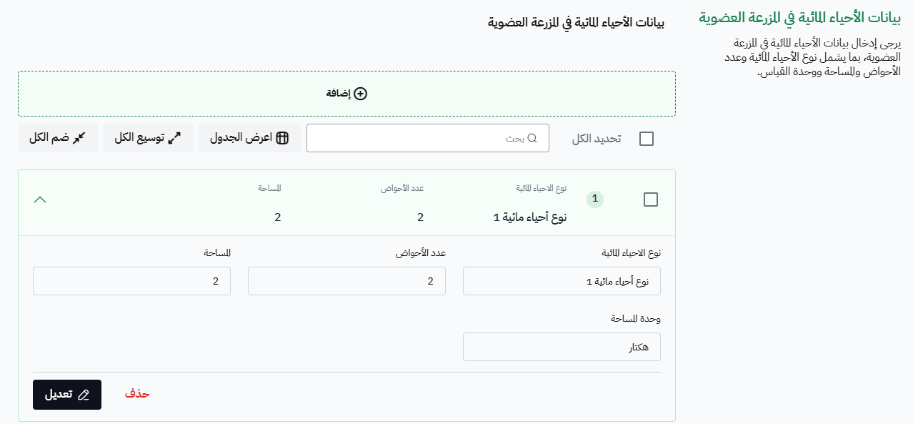 بيانات الأحياء المائية في المزرعة العضوية
يرجى إدخال بيانات الأحياء المائية في المزرعة
العضوية، بما يشمل نوع الأحياء المائية وعدد
الأحواض والمساحة ووحدة القياس.
بيانات الأحياء المائية في المزرعة العضوية
إضافة
تحديد الكل
بحث
اعرض الجدول
توسيع الكل
ضم الكل
1
نوع الاحياء المائية
عدد الأحواض
المساحة
نوع أحياء مائية 1
2
2
نوع الاحياء المائية
عدد الأحواض
المساحة
نوع أحياء مائية 1
2
2
وحدة المساحة
هكتار
حذف
تعديل